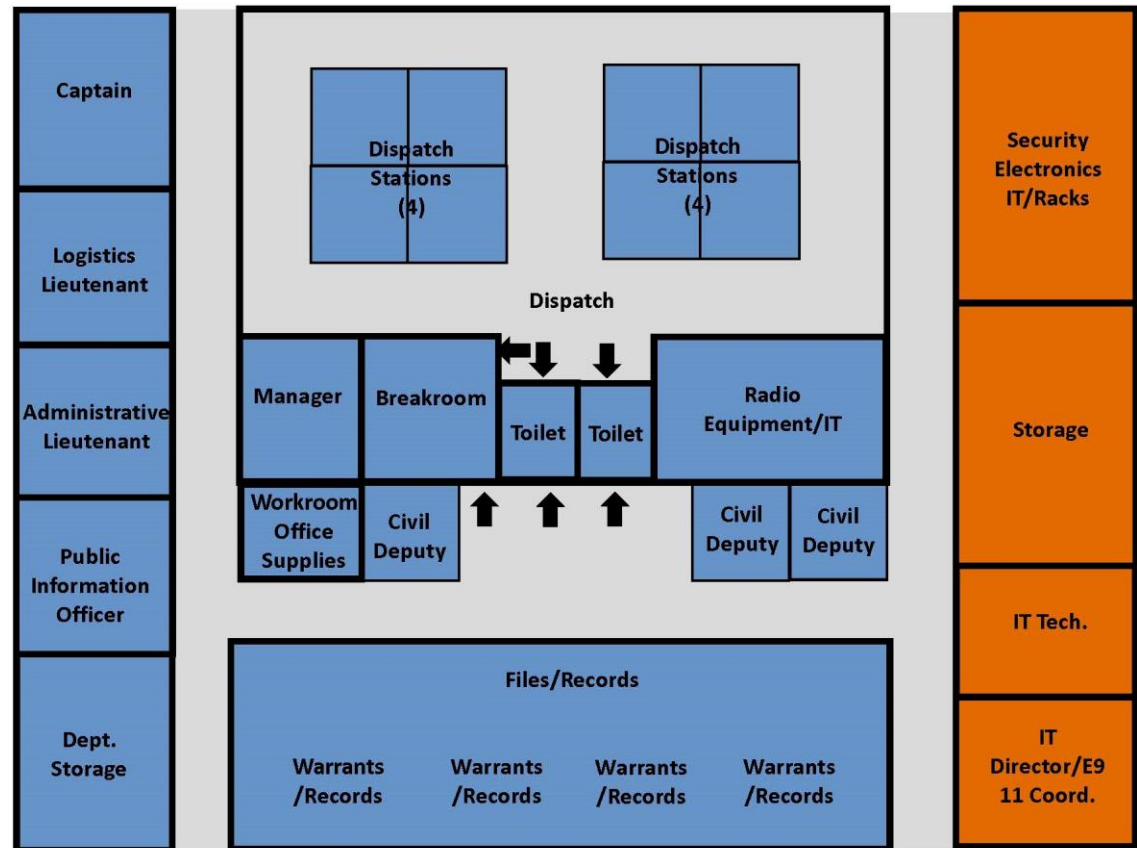 Captain
Logistics
Lieutenant
Administrative
Lieutenant
Public
Information
Officer
Dept.
Storage
Dispatch
Stations
(4)
Dispatch
Stations
(4)
Dispatch
Manager
Breakroom
Toilet
Toilet
Radio
Equipment/IT
Workroom
Office
Supplies
Civil
Deputy
Civil
Deputy
Civil
Deputy
Files/Records
Warrants
/Records
Warrants
/Records
Warrants
/Records
Warrants
/Records
Security
Electronics
IT/Racks
Storage
IT Tech.
IT
Director/E9
11 Coord.